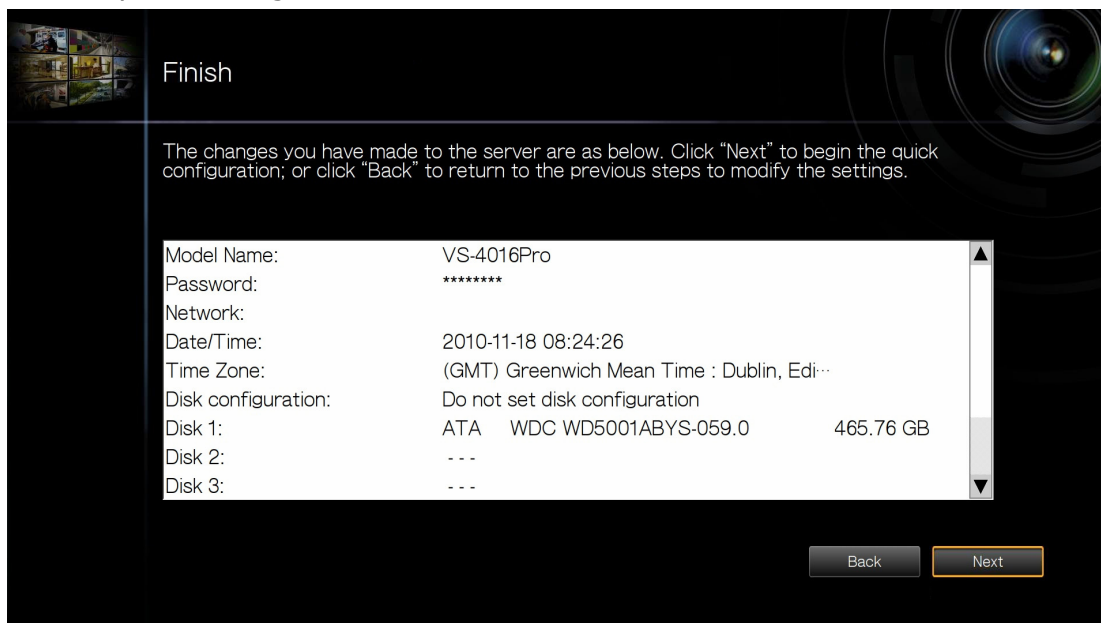 Finish
The changes you have made to the server are as below. Click “Next” to begin the quick
configuration; or click “Back” to return to the previous steps to modify the settings.
Model Name: VS-4016Pro
Password: ********
Network:
Date/Time: 2010-11-18 08:24:26
Time Zone: (GMT) Greenwich Mean Time : Dublin, Edi…
Disk configuration: Do not set disk configuration
Disk 1: ATA WDC WD5001ABYS-059.0 465.76 GB
Disk 2: ---
Disk 3: ---
Back Next